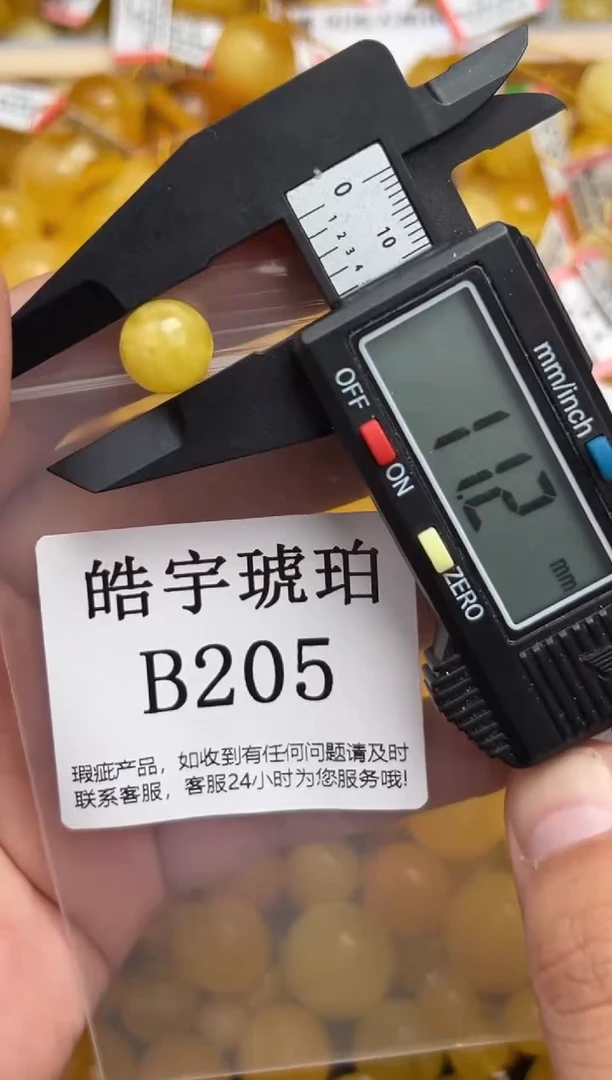 0
10
1 2 3 4
mm/inch
OFF
ON
11.2
mm
ZERO
皓宇琥珀
B205
瑕疵产品，如收到有任何问题请及时
联系客服，客服24小时为您服务哦!